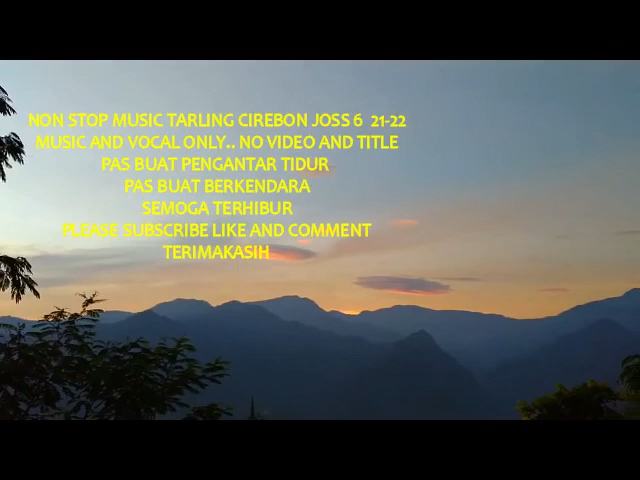 NON STOP MUSIC TARLING CIREBON JOSS 6  21-22
MUSIC AND VOCAL ONLY.. NO VIDEO AND TITLE
PAS BUAT PENGANTAR TIDUR
PAS BUAT BERKENDARA
SEMOGA TERHIBUR
PLEASE SUBSCRIBE LIKE AND COMMENT
TERIMAKASIH